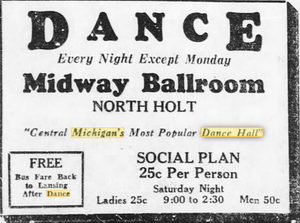 DANCE
Every Night Except Monday
Midway Ballroom
NORTH HOLT
"Central Michigan's Most Popular Dance Hall"
FREE
Bus Fare Back to
Lansing
After Dance
SOCIAL PLAN
25c Per Person
Saturday Night
Ladies 25c 9:00 to 2:30 Men 50c